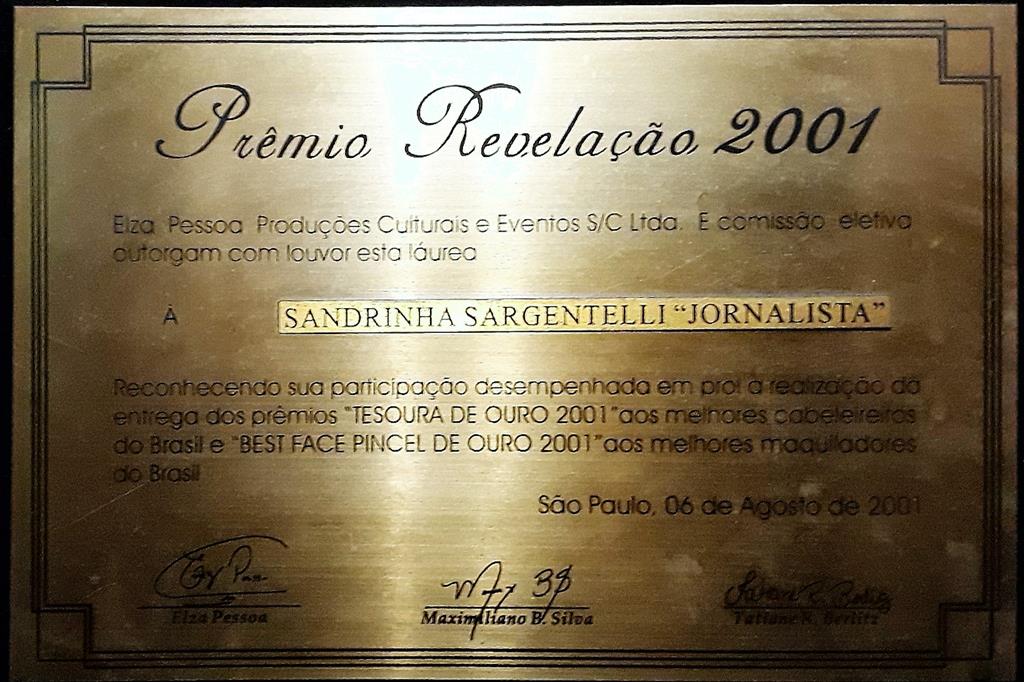 Prêmio Revelação 2001
Elza Pessoa Produções Culturais e Eventos S/C Ltda. E comissão eletiva
outorgam com louvor esta láurea
À SANDRINHA SARGENTELLI "JORNALISTA"
Reconhecendo sua participação desempenhada em prol a realização da
entrega dos prêmios "TESOURA DE OURO 2001" aos melhores cabeleireiros
do Brasil e "BEST FACE PINCEL DE OURO 2001" aos melhores maquiladores
do Brasil
São Paulo, 06 de Agosto de 2001
Elza Pessoa Maximiliano B. Silva Tatiane R. Berlitz